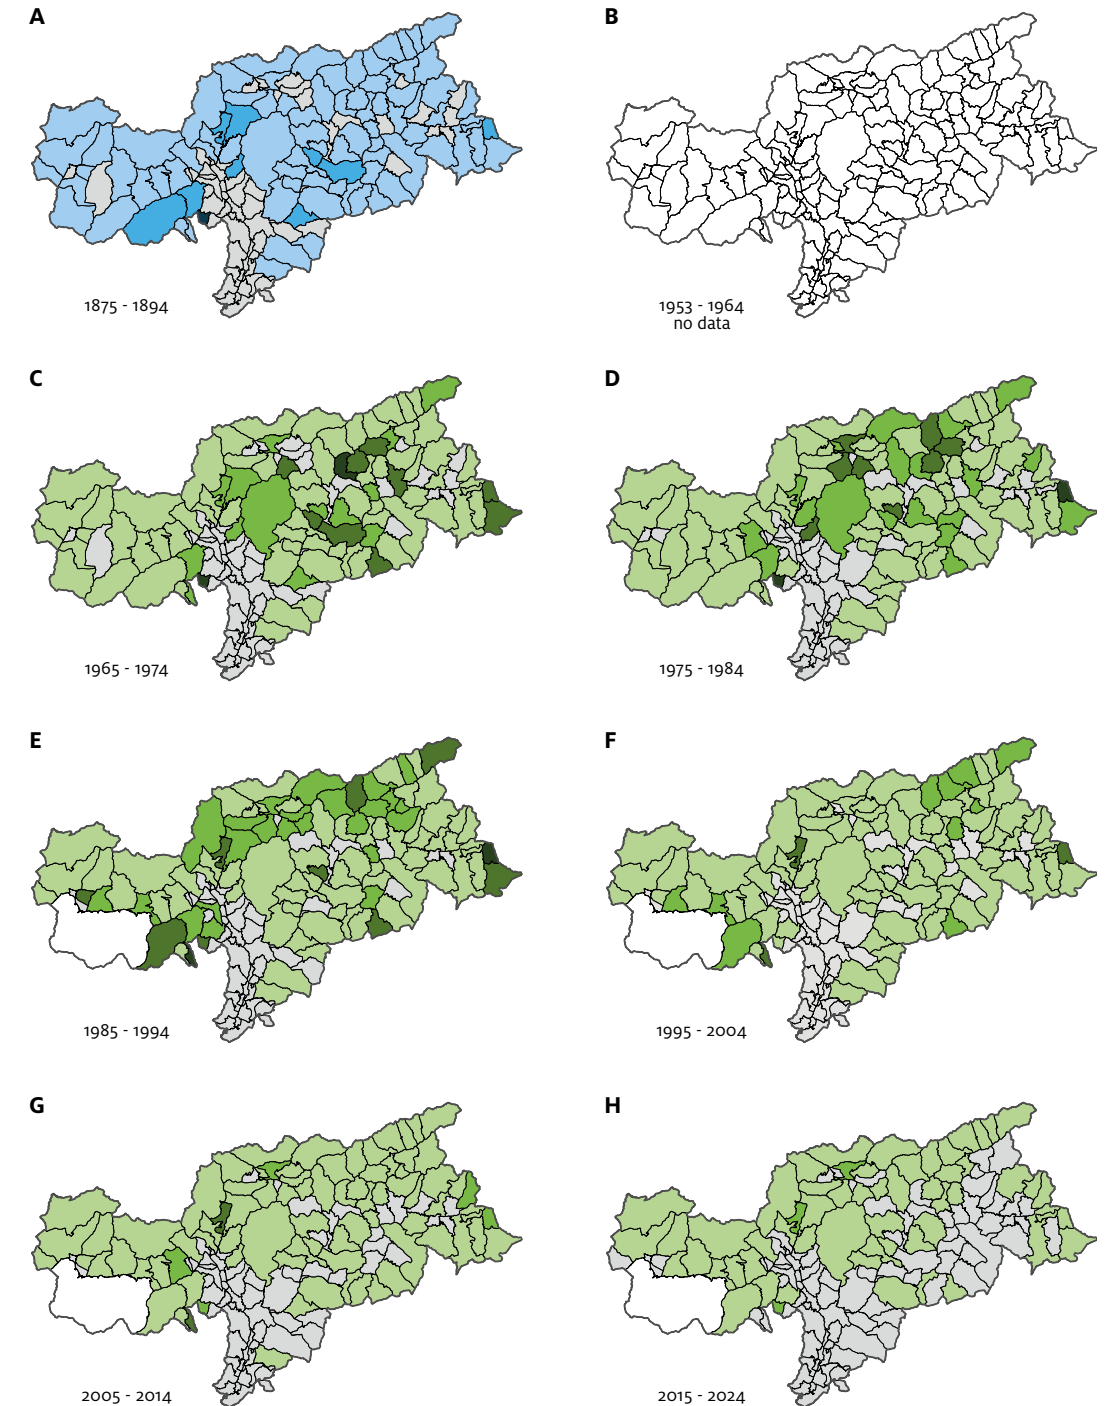 A
B
1875 - 1894
1953 - 1964
no data
C
D
1965 - 1974
1975 - 1984
E
F
1985 - 1994
1995 - 2004
G
H
2005 - 2014
2015 - 2024